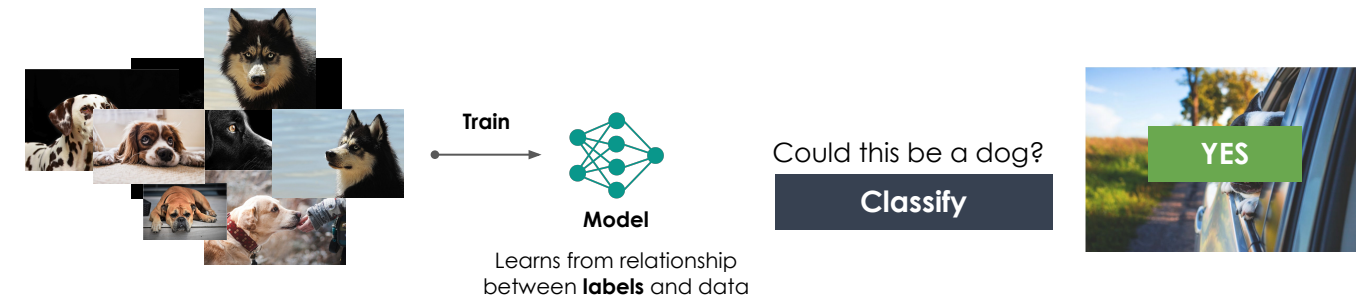 Train
Model
Learns from relationship
between labels and data
Could this be a dog?
Classify
YES